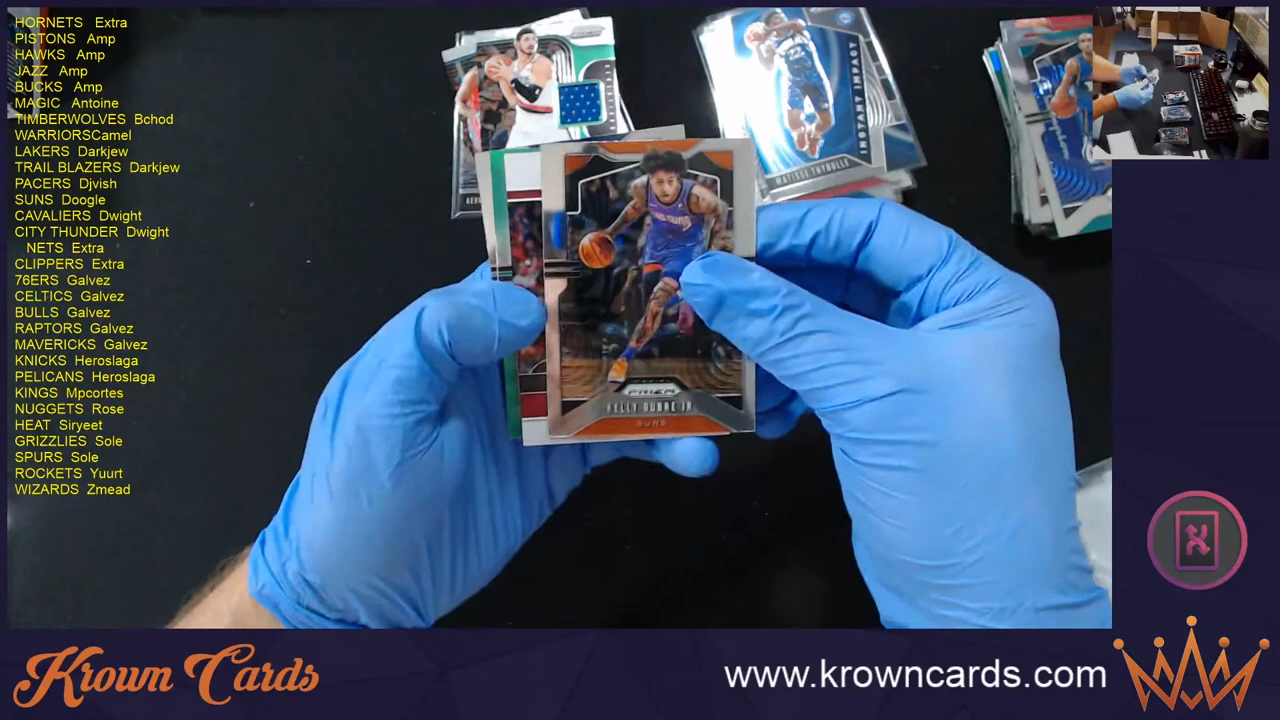 HORNETS Extra
PISTONS Amp
HAWKS Amp
JAZZ Amp
BUCKS Amp
MAGIC Antoine
TIMBERWOLVES Bchod
WARRIORSCamel
LAKERS Darkjew
TRAIL BLAZERS Darkjew
PACERS Djvish
SUNS Doogle
CAVALIERS Dwight
CITY THUNDER Dwight
NETS Extra
CLIPPERS Extra
76ERS Galvez
CELTICS Galvez
BULLS Galvez
RAPTORS Galvez
MAVERICKS Galvez
KNICKS Heroslaga
PELICANS Heroslaga
KINGS Mpcortes
NUGGETS Rose
HEAT Siryeet
GRIZZLIES Sole
SPURS Sole
ROCKETS Yuurt
WIZARDS Zmead
INSTANT IMPACT
MATISSE THYBULLE
PRIZM
KELLY OUBRE JR.
SUNS
Krown Cards
www.krowncards.com